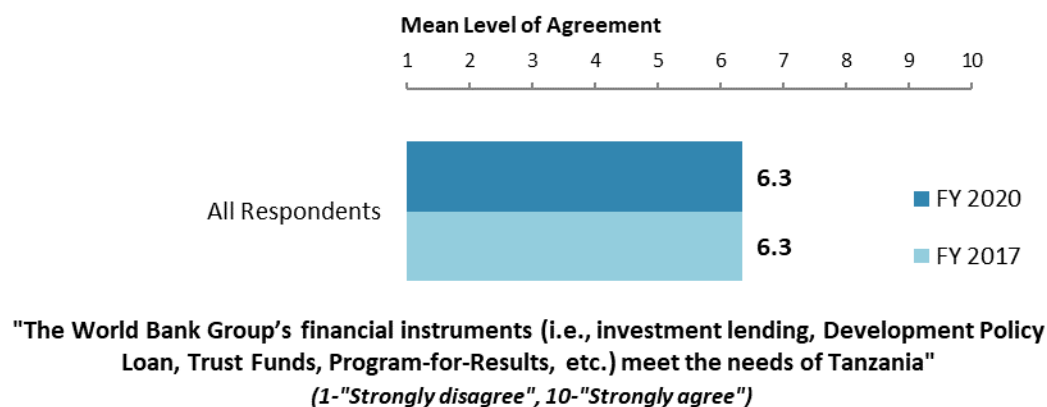 Mean Level of Agreement
1 2 3 4 5 6 7 8 9 10
All Respondents
6.3
6.3
FY 2020
FY 2017
"The World Bank Group’s financial instruments (i.e., investment lending, Development Policy
Loan, Trust Funds, Program-for-Results, etc.) meet the needs of Tanzania"
(1-"Strongly disagree", 10-"Strongly agree")